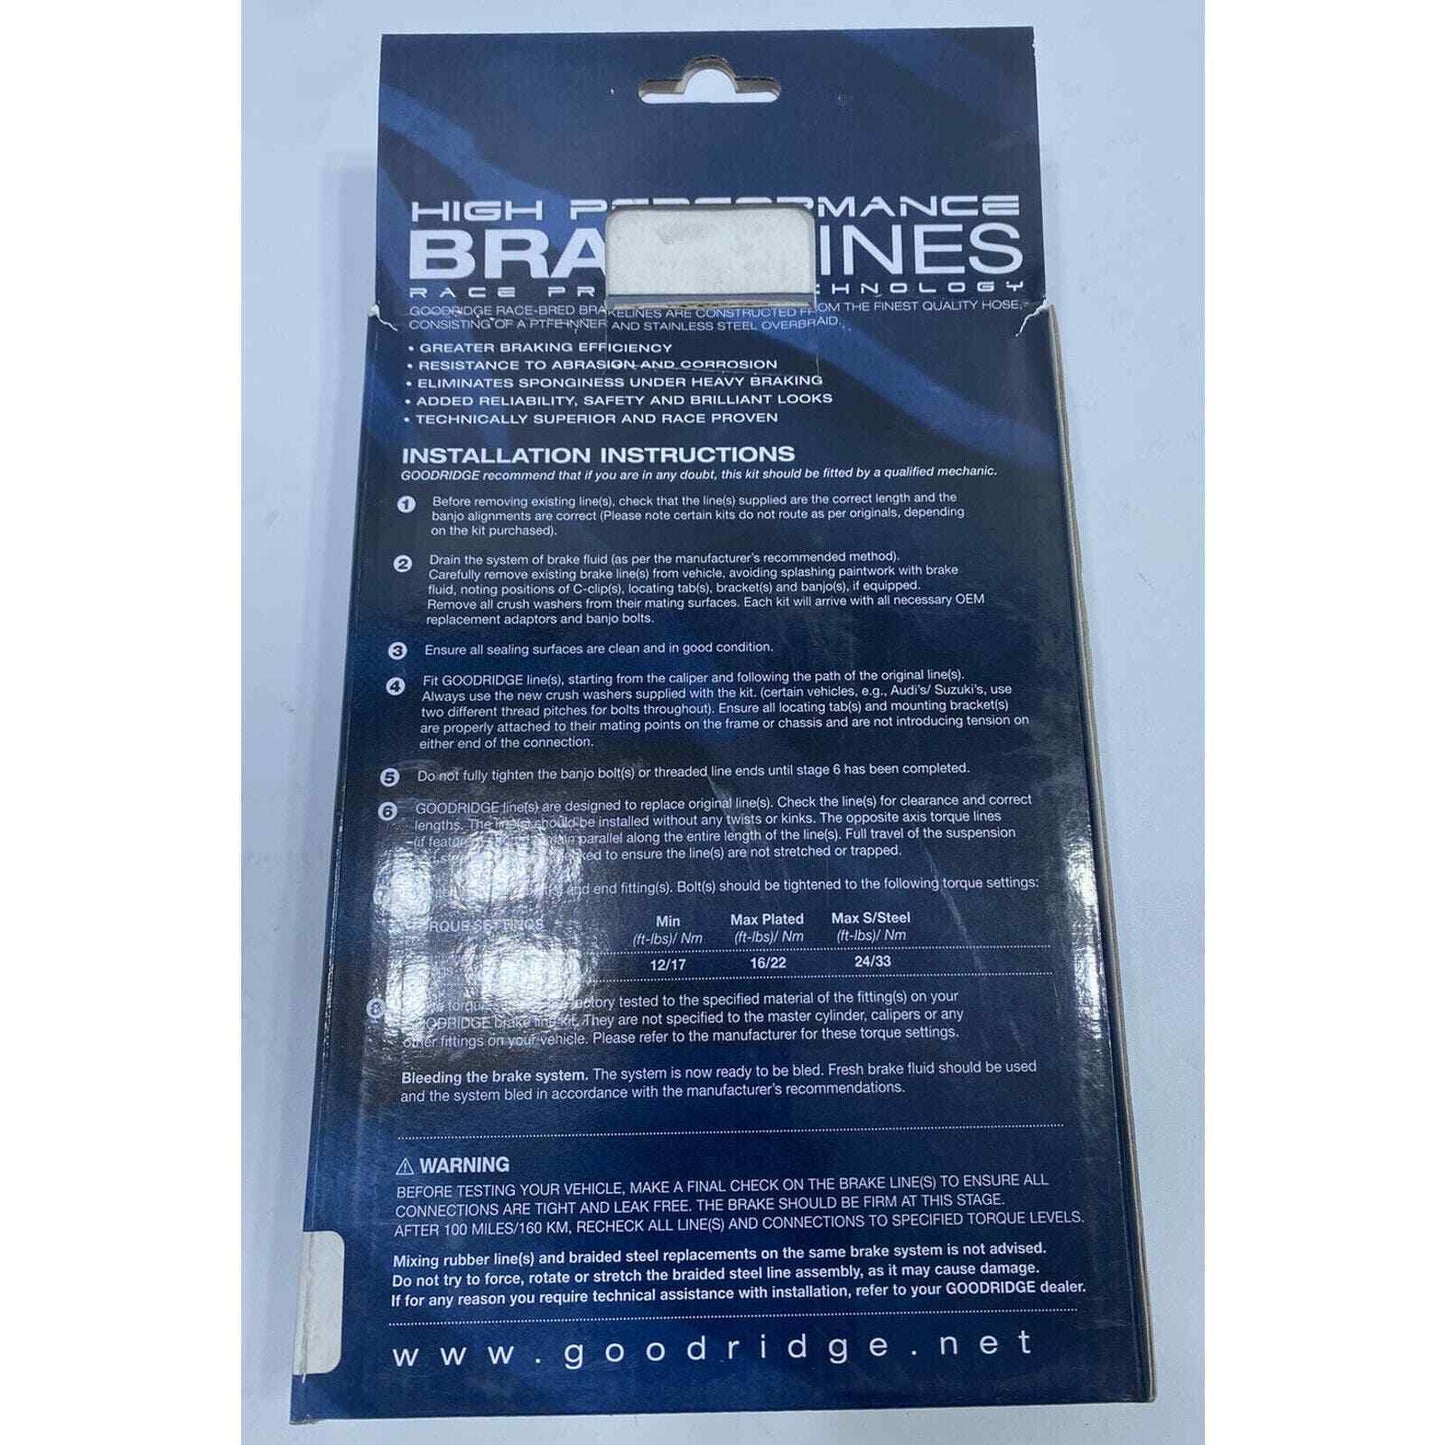 HIGH PERFORMANCE
BRA INES
RACE PR CHNOLOGY
GOODRIDGE RACE-BRED BRAKELINES ARE CONSTRUCTED FROM THE FINEST QUALITY HOSE,
CONSISTING OF A PTFE INNER AND STAINLESS STEEL OVERBRAID.
• GREATER BRAKING EFFICIENCY
• RESISTANCE TO ABRASION AND CORROSION
• ELIMINATES SPONGINESS UNDER HEAVY BRAKING
• ADDED RELIABILITY, SAFETY AND BRILLIANT LOOKS
• TECHNICALLY SUPERIOR AND RACE PROVEN
INSTALLATION INSTRUCTIONS
GOODRIDGE recommend that if you are in any doubt, this kit should be fitted by a qualified mechanic.
1 Before removing existing line(s), check that the line(s) supplied are the correct length and the
banjo alignments are correct (Please note certain kits do not route as per originals, depending
on the kit purchased).
2 Drain the system of brake fluid (as per the manufacturer's recommended method).
Carefully remove existing brake line(s) from vehicle, avoiding splashing paintwork with brake
fluid, noting positions of C-clip(s), locating tab(s), bracket(s) and banjo(s), if equipped.
Remove all crush washers from their mating surfaces. Each kit will arrive with all necessary OEM
replacement adaptors and banjo bolts.
3 Ensure all sealing surfaces are clean and in good condition.
4 Fit GOODRIDGE line(s), starting from the caliper and following the path of the original line(s).
Always use the new crush washers supplied with the kit. (certain vehicles, e.g., Audi's/ Suzuki's, use
two different thread pitches for bolts throughout). Ensure all locating tab(s) and mounting bracket(s)
are properly attached to their mating points on the frame or chassis and are not introducing tension on
either end of the connection.
5 Do not fully tighten the banjo bolt(s) or threaded line ends until stage 6 has been completed.
6 GOODRIDGE line(s) are designed to replace original line(s). Check the line(s) for clearance and correct
lengths. The line(s) should be installed without any twists or kinks. The opposite axis torque lines
(if parallel along the entire length of the line(s). Full travel of the suspension
to ensure the line(s) are not stretched or trapped.
and end fitting(s). Bolt(s) should be tightened to the following torque settings:
TORQUE SETTINGS Min Max Plated Max S/Steel
(ft-lbs)/ Nm (ft-lbs)/ Nm (ft-lbs)/ Nm
12/17 16/22 24/33
8 factory tested to the specified material of the fitting(s) on your
GOODRIDGE brake line kit. They are not specified to the master cylinder, calipers or any
other fittings on your vehicle. Please refer to the manufacturer for these torque settings.
Bleeding the brake system. The system is now ready to be bled. Fresh brake fluid should be used
and the system bled in accordance with the manufacturer's recommendations.
⚠ WARNING
BEFORE TESTING YOUR VEHICLE, MAKE A FINAL CHECK ON THE BRAKE LINE(S) TO ENSURE ALL
CONNECTIONS ARE TIGHT AND LEAK FREE. THE BRAKE SHOULD BE FIRM AT THIS STAGE.
AFTER 100 MILES/160 KM, RECHECK ALL LINE(S) AND CONNECTIONS TO SPECIFIED TORQUE LEVELS.
Mixing rubber line(s) and braided steel replacements on the same brake system is not advised.
Do not try to force, rotate or stretch the braided steel line assembly, as it may cause damage.
If for any reason you require technical assistance with installation, refer to your GOODRIDGE dealer.
www.goodridge.net